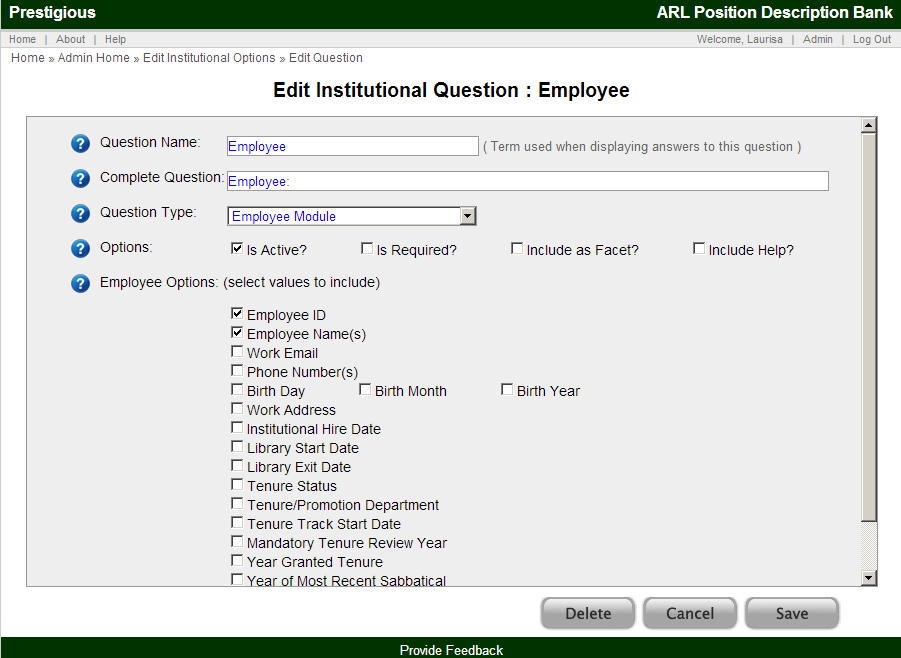 Prestigious ARL Position Description Bank
Home | About | Help Welcome, Laurisa | Admin | Log Out
Home » Admin Home » Edit Institutional Options » Edit Question
Edit Institutional Question : Employee
? Question Name: Employee ( Term used when displaying answers to this question )
? Complete Question: Employee:
? Question Type: Employee Module
? Options: Is Active? Is Required? Include as Facet? Include Help?
? Employee Options: (select values to include)
Employee ID
Employee Name(s)
Work Email
Phone Number(s)
Birth Day Birth Month Birth Year
Work Address
Institutional Hire Date
Library Start Date
Library Exit Date
Tenure Status
Tenure/Promotion Department
Tenure Track Start Date
Mandatory Tenure Review Year
Year Granted Tenure
Year of Most Recent Sabbatical
Delete Cancel Save
Provide Feedback